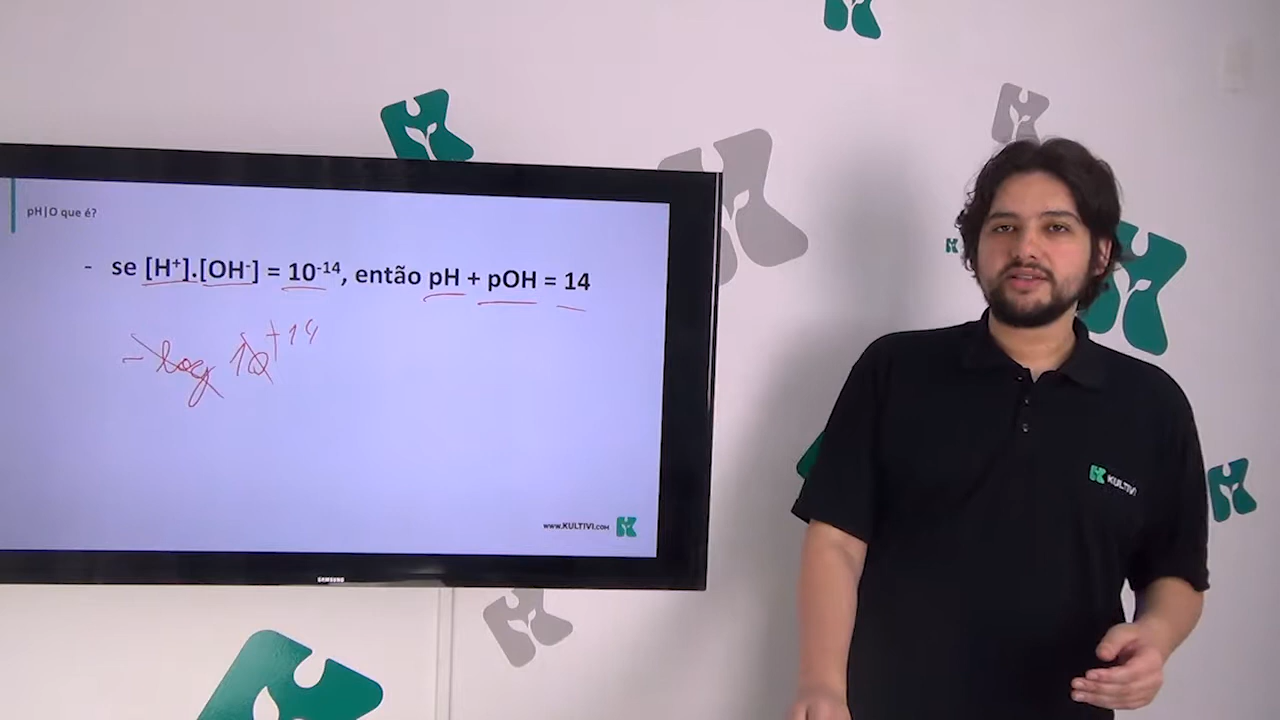 pH|O que é?
- se [H⁺].[OH⁻] = 10⁻¹⁴, então pH + pOH = 14
- log 10⁺¹⁴
www.KULTIVI.COM
SAMSUNG
KULTIVI